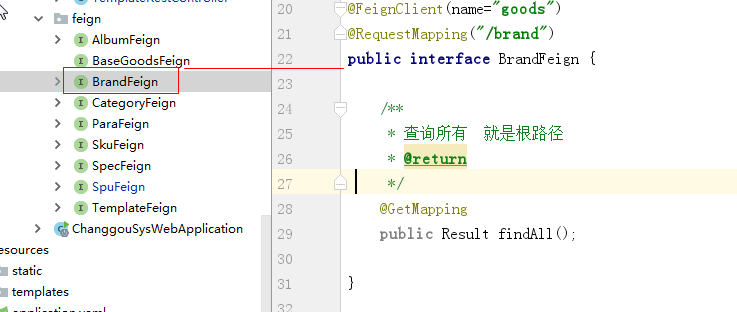 TemplateRestController
feign
AlbumFeign
BaseGoodsFeign
BrandFeign
CategoryFeign
ParaFeign
SkuFeign
SpecFeign
SpuFeign
TemplateFeign
ChanggouSysWebApplication
esources
static
templates
application.yaml
20 @FeignClient(name="goods")
21 @RequestMapping("/brand")
22 public interface BrandFeign {
23
24 /**
25 * 查询所有 就是根路径
26 * @return
27 */
28 @GetMapping
29 public Result findAll();
30
31 }
32